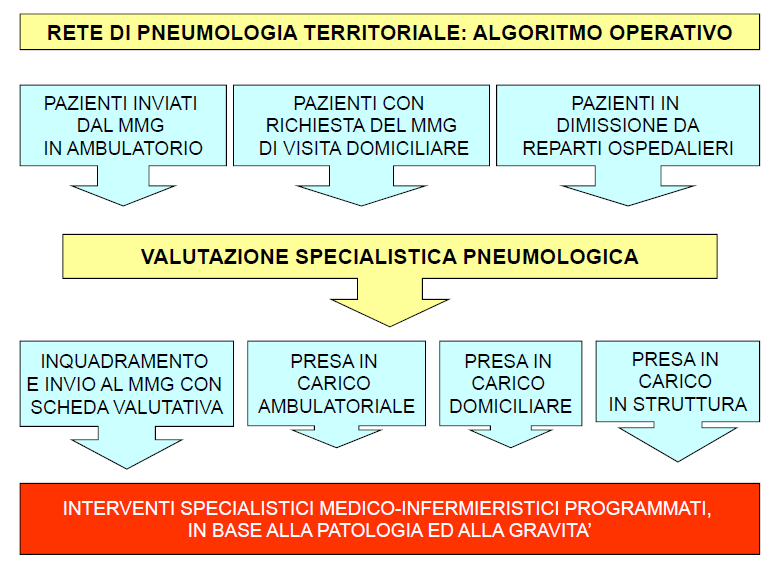 RETE DI PNEUMOLOGIA TERRITORIALE: ALGORITMO OPERATIVO
PAZIENTI INVIATI
DAL MMG
IN AMBULATORIO
PAZIENTI CON
RICHIESTA DEL MMG
DI VISITA DOMICILIARE
PAZIENTI IN
DIMISSIONE DA
REPARTI OSPEDALIERI
VALUTAZIONE SPECIALISTICA PNEUMOLOGICA
INQUADRAMENTO
E INVIO AL MMG CON
SCHEDA VALUTATIVA
PRESA IN
CARICO
AMBULATORIALE
PRESA IN
CARICO
DOMICILIARE
PRESA IN
CARICO
IN STRUTTURA
INTERVENTI SPECIALISTICI MEDICO-INFERMIERISTICI PROGRAMMATI,
IN BASE ALLA PATOLOGIA ED ALLA GRAVITA’